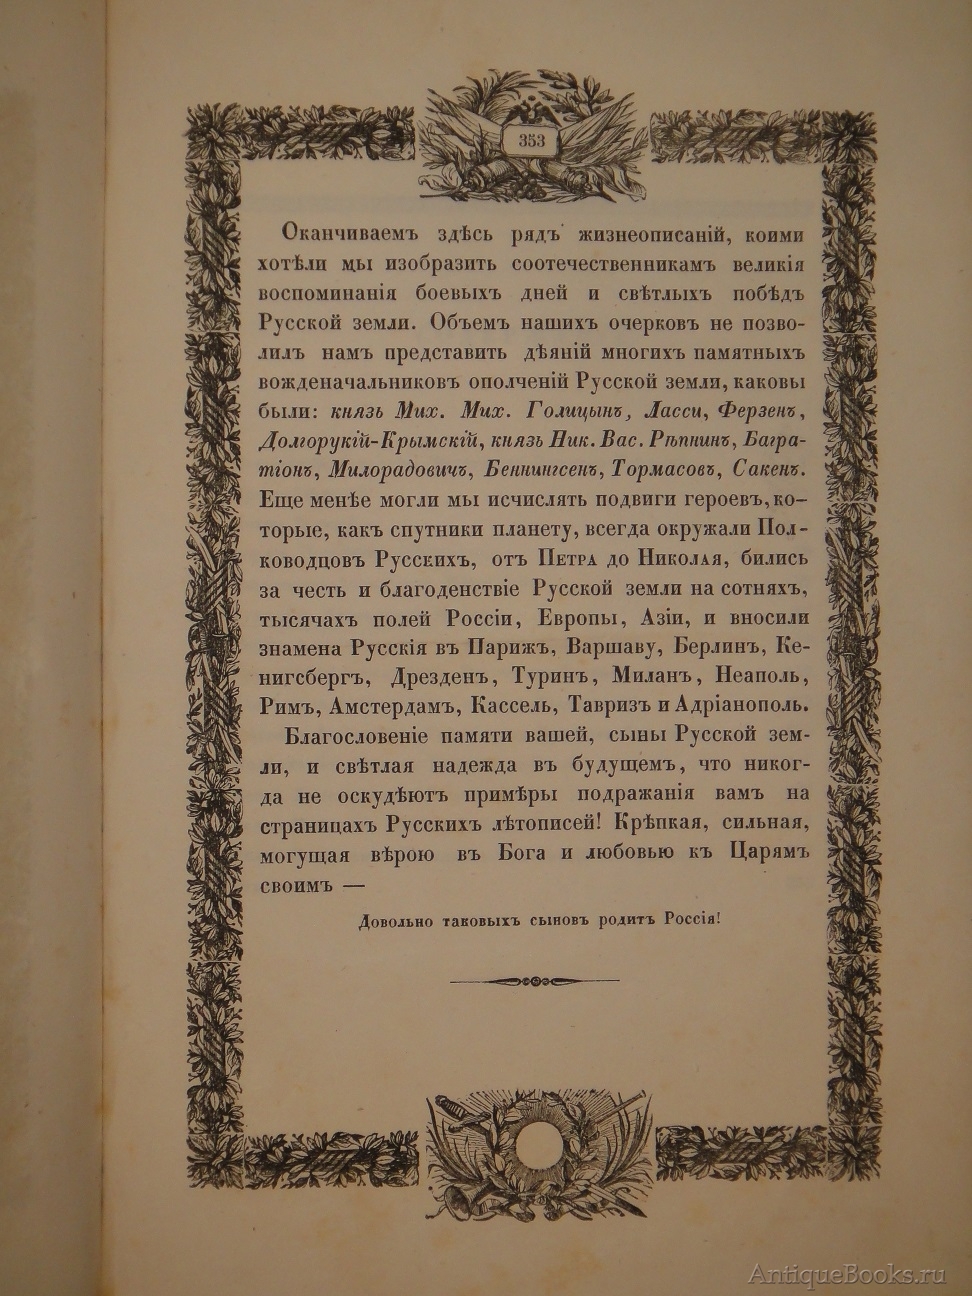 353
Оканчиваемъ здѣсь рядъ жизнеописаній, коими
хотѣли мы изобразить соотечественникамъ великія
воспоминанія боевыхъ дней и свѣтлыхъ побѣдъ
Русской земли. Объемъ нашихъ очерковъ не позво-
лилъ намъ представить дѣяній многихъ памятныхъ
вожденачальниковъ ополченій Русской земли, каковы
были: князь Мих. Мих. Голицынъ, Ласси, Ферзенъ,
Долгорукій-Крымскій, князь Ник. Вас. Рѣпнинъ, Багра-
тіонъ, Милорадовичъ, Беннингсенъ, Тормасовъ, Сакенъ.
Еще менѣе могли мы исчислять подвиги героевъ, ко-
торые, какъ спутники планету, всегда окружали Пол-
ководцовъ Русскихъ, отъ Петра до Николая, бились
за честь и благоденствіе Русской земли на сотняхъ,
тысячахъ полей Россіи, Европы, Азіи, и вносили
знамена Русскія въ Парижъ, Варшаву, Берлинъ, Ке-
нигсбергъ, Дрезденъ, Туринъ, Миланъ, Неаполь,
Римъ, Амстердамъ, Кассель, Тавризъ и Адріанополь.
Благословеніе памяти вашей, сыны Русской зем-
ли, и свѣтлая надежда въ будущемъ, что никог-
да не оскудѣютъ примѣры подражанія вамъ на
страницахъ Русскихъ лѣтописей! Крѣпкая, сильная,
могущая вѣрою въ Бога и любовью къ Царямъ
своимъ —
Довольно таковыхъ сыновъ родитъ Россія!
AntiqueBooks.ru